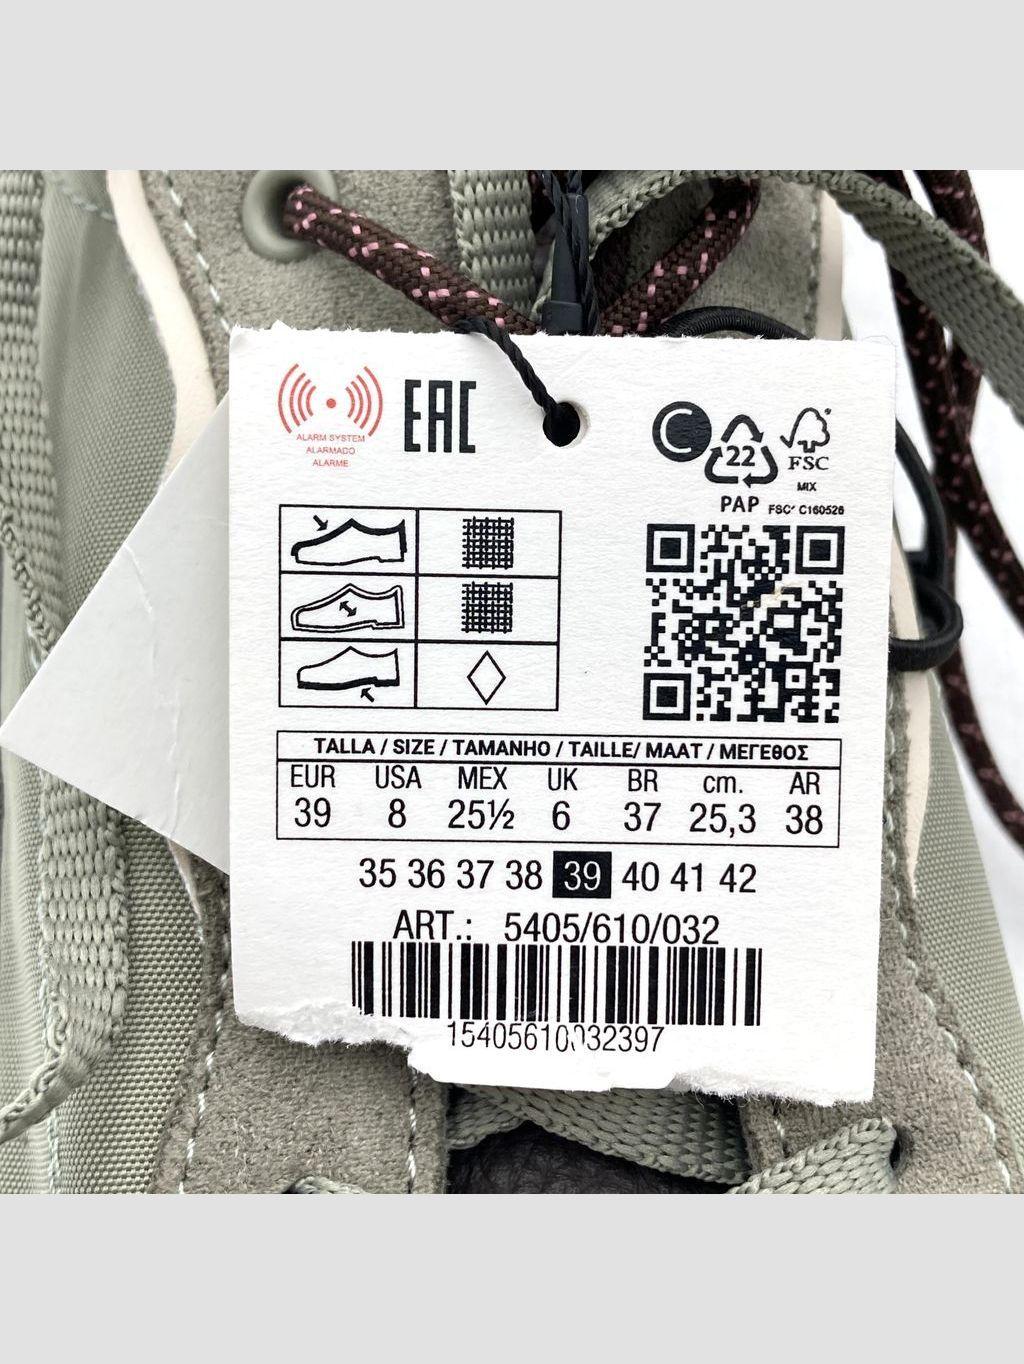 ALARM SYSTEM
ALARMADO
ALARME
EAC
C
22
PAP
FSC
MIX
FSC® C160526
TALLA / SIZE / TAMANHO / TAILLE/ MAAT / ΜΕΓΕΘΟΣ
EUR USA MEX UK BR cm. AR
39 8 25½ 6 37 25,3 38
35 36 37 38 39 40 41 42
ART.: 5405/610/032
15405610032397